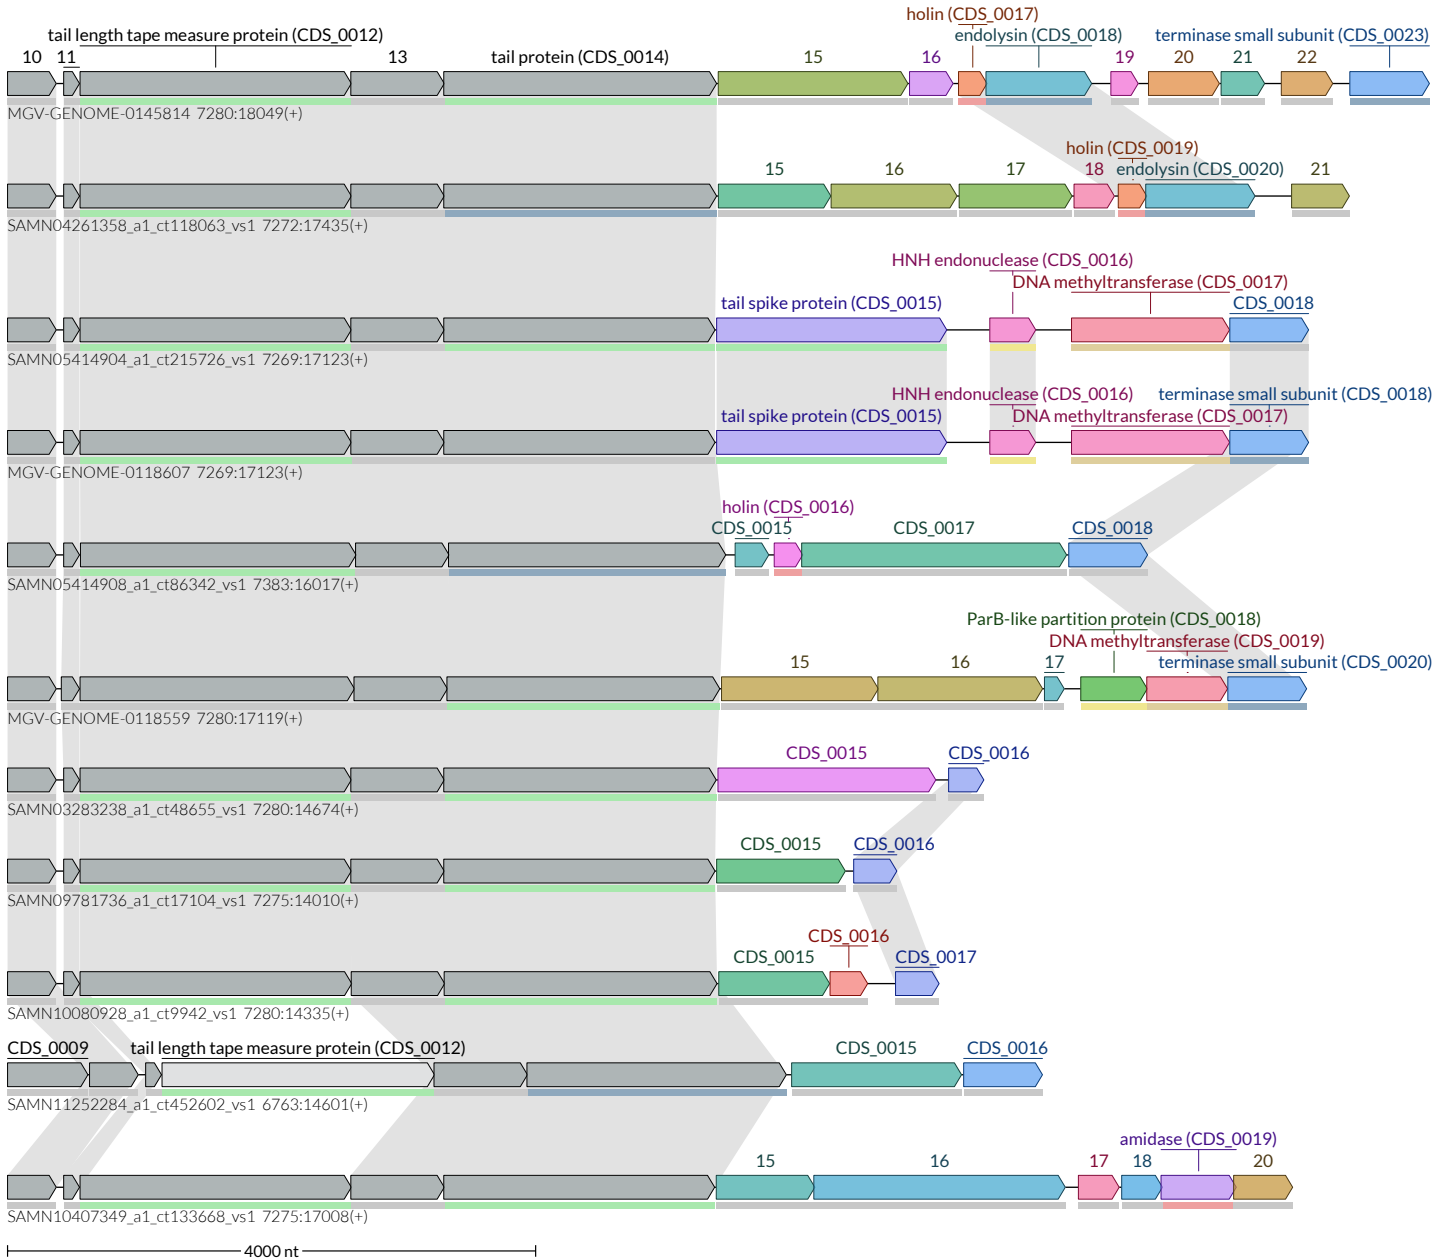 holin (CDS_0017)
tail length tape measure protein (CDS_0012) endolysin (CDS_0018) terminase small subunit (CDS_0023)
10 11 13 tail protein (CDS_0014) 15 16 19 20 21 22
MGV-GENOME-0145814 7280:18049(+)
holin (CDS_0019)
15 16 17 18 endolysin (CDS_0020) 21
SAMN04261358_a1_ct118063_vs1 7272:17435(+)
HNH endonuclease (CDS_0016)
DNA methyltransferase (CDS_0017)
tail spike protein (CDS_0015) CDS_0018
SAMN05414904_a1_ct215726_vs1 7269:17123(+)
HNH endonuclease (CDS_0016) terminase small subunit (CDS_0018)
tail spike protein (CDS_0015) DNA methyltransferase (CDS_0017)
MGV-GENOME-0118607 7269:17123(+)
holin (CDS_0016)
CDS_0015 CDS_0017 CDS_0018
SAMN05414908_a1_ct86342_vs1 7383:16017(+)
ParB-like partition protein (CDS_0018)
DNA methyltransferase (CDS_0019)
15 16 17 terminase small subunit (CDS_0020)
MGV-GENOME-0118559 7280:17119(+)
CDS_0015 CDS_0016
SAMN03283238_a1_ct48655_vs1 7280:14674(+)
CDS_0015 CDS_0016
SAMN09781736_a1_ct17104_vs1 7275:14010(+)
CDS_0016
CDS_0015 CDS_0017
SAMN10080928_a1_ct9942_vs1 7280:14335(+)
CDS_0009 tail length tape measure protein (CDS_0012) CDS_0015 CDS_0016
SAMN11252284_a1_ct452602_vs1 6763:14601(+)
amidase (CDS_0019)
15 16 17 18 20
SAMN10407349_a1_ct133668_vs1 7275:17008(+)
4000 nt